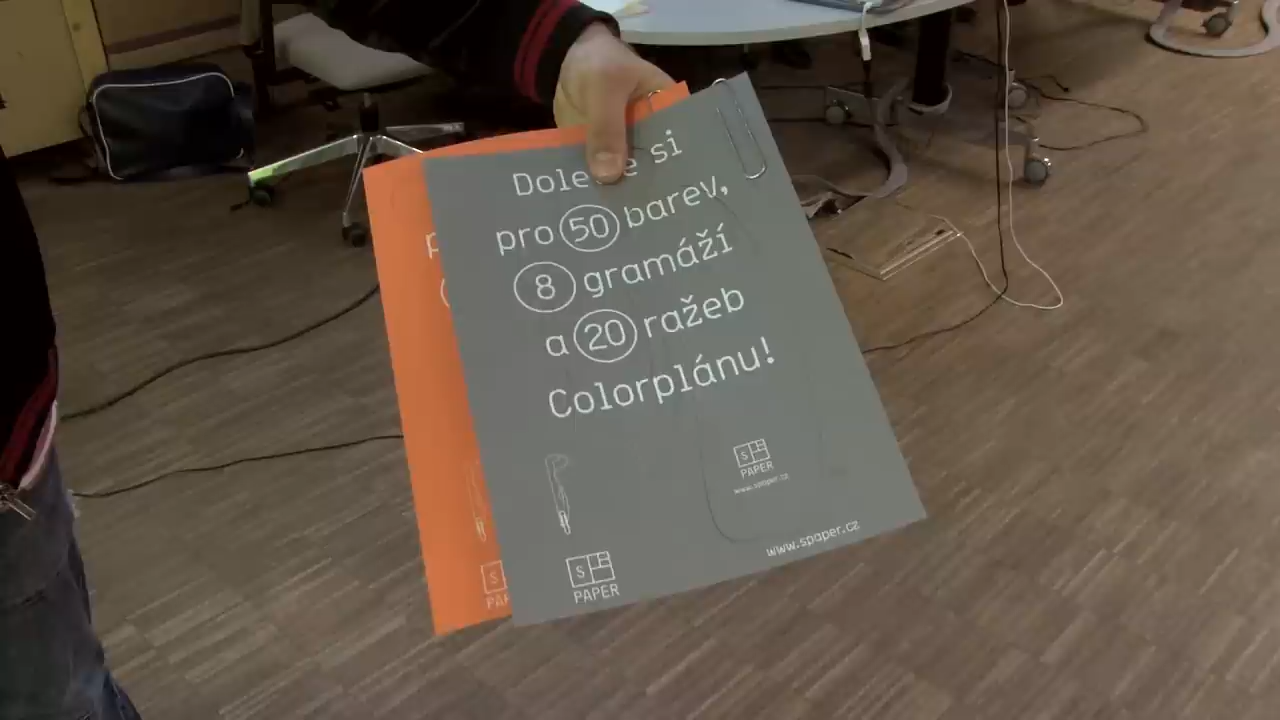 si
pro 50 barev,
8 gramáží
a 20 ražeb
Colorplánu!
S
PAPER
www.spaper.cz
www.spaper.cz
S
PAPER
S